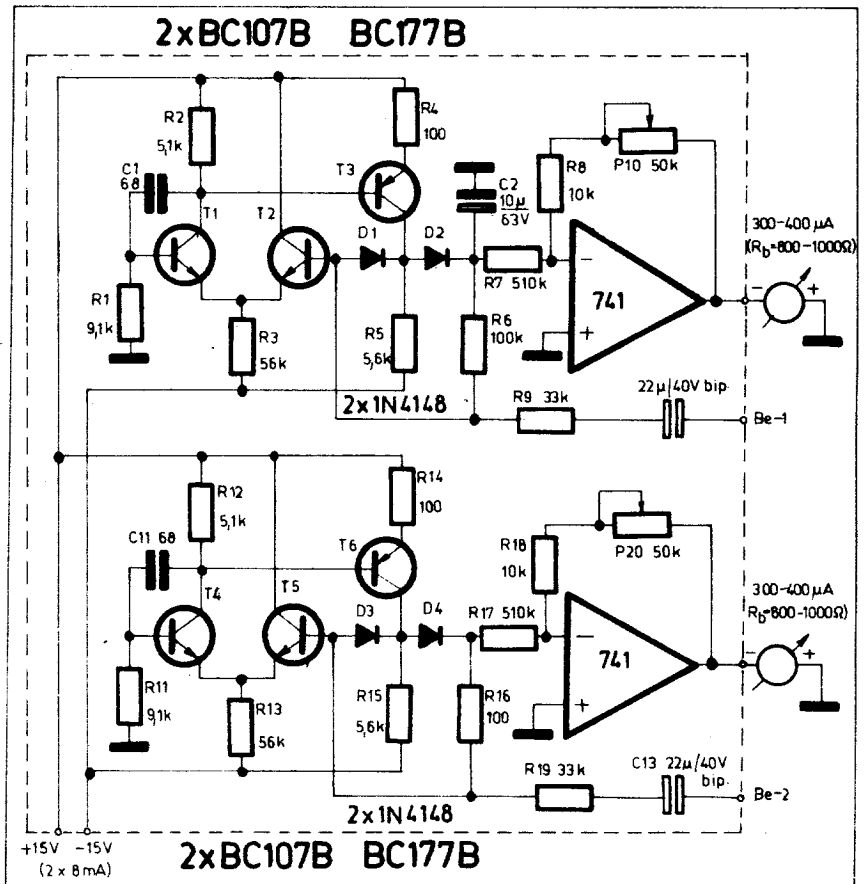 2xBC107B BC177B
R2
5,1k
R4
100
C1
68
T3
T1
T2
C2
10µ
63V
R8
10k
P10 50k
300-400 µA
(Rb=800-1000Ω)
D1
D2
R7 510k
-
+
741
- +
R1
9,1k
R3
56k
R5
5,6k
R6
100k
2x1N4148
R9 33k
22µ/40V bip.
Be-1
R12
5,1k
R14
100
C11 68
T6
T4
T5
R18
10k
P20 50k
300-400 µA
Rb=800-1000Ω)
D3
D4
R17 510k
-
+
741
- +
R11
9,1k
R13
56k
R15
5,6k
R16
100
R19 33k
C13 22µ/40V
bip.
Be-2
2x1N4148
+15V -15V
(2 x 8mA)
2xBC107B BC177B